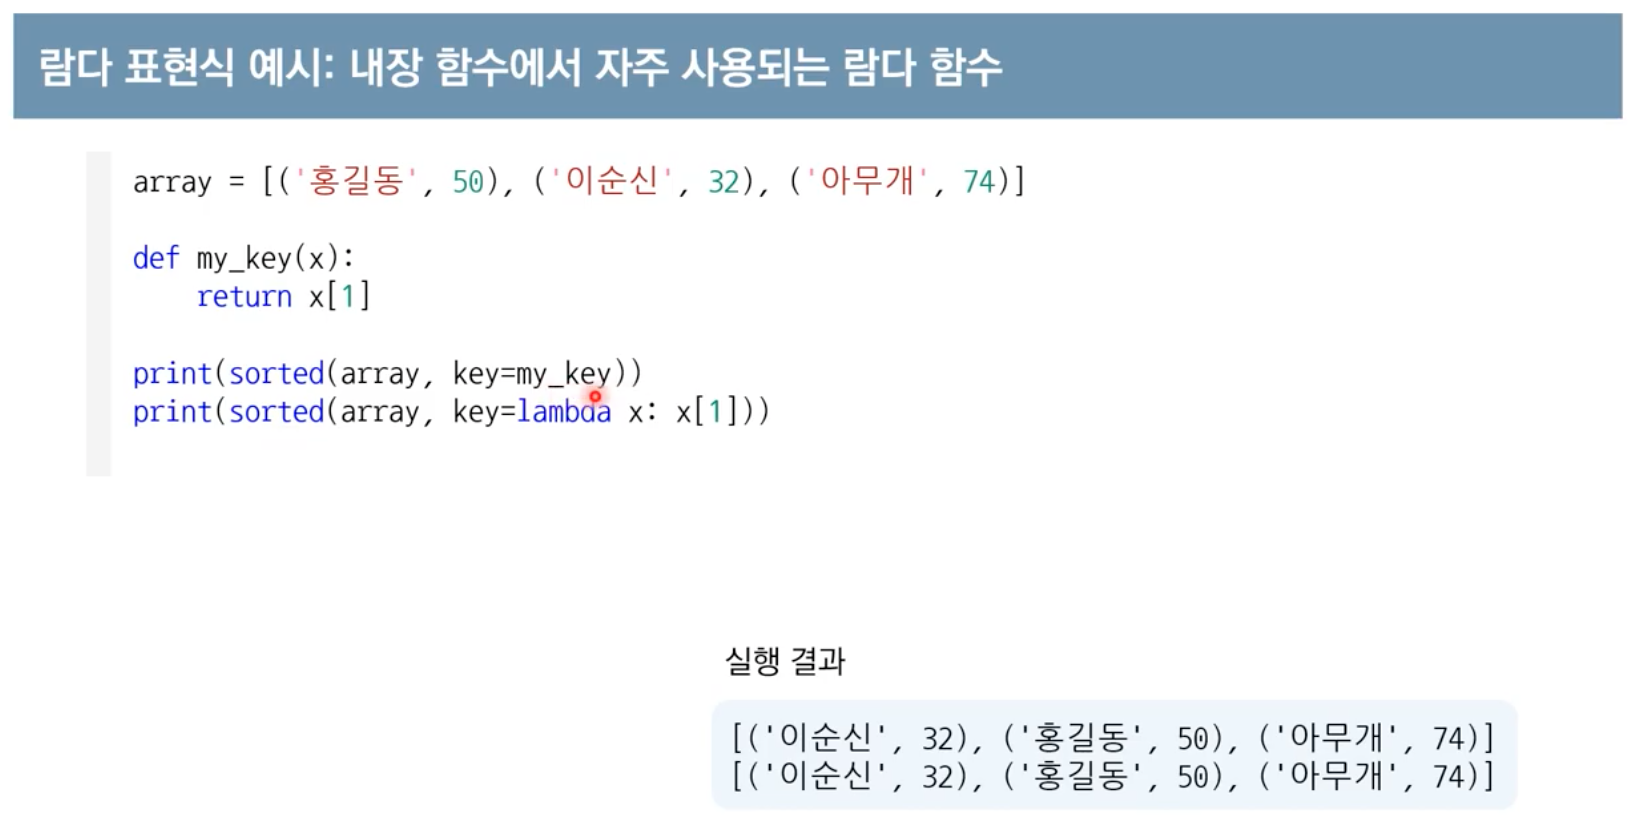 람다 표현식 예시: 내장 함수에서 자주 사용되는 람다 함수
array = [('홍길동', 50), ('이순신', 32), ('아무개', 74)]
def my_key(x):
    return x[1]
print(sorted(array, key=my_key))
print(sorted(array, key=lambda x: x[1]))
실행 결과
[('이순신', 32), ('홍길동', 50), ('아무개', 74)]
[('이순신', 32), ('홍길동', 50), ('아무개', 74)]